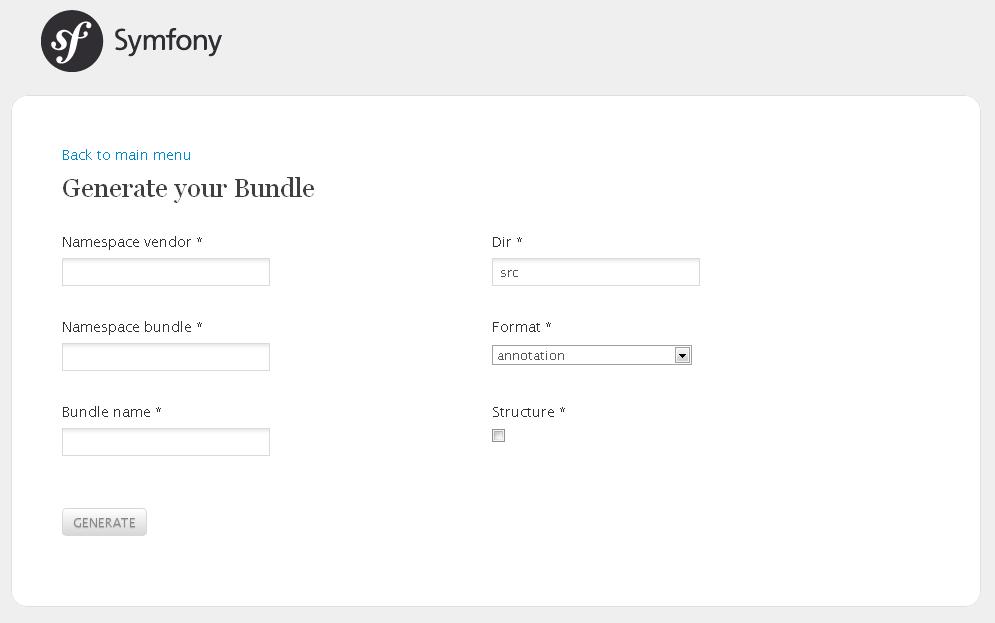 sf Symfony
Back to main menu
Generate your Bundle
Namespace vendor *
Dir *
src
Namespace bundle *
Format *
annotation
Bundle name *
Structure *
GENERATE